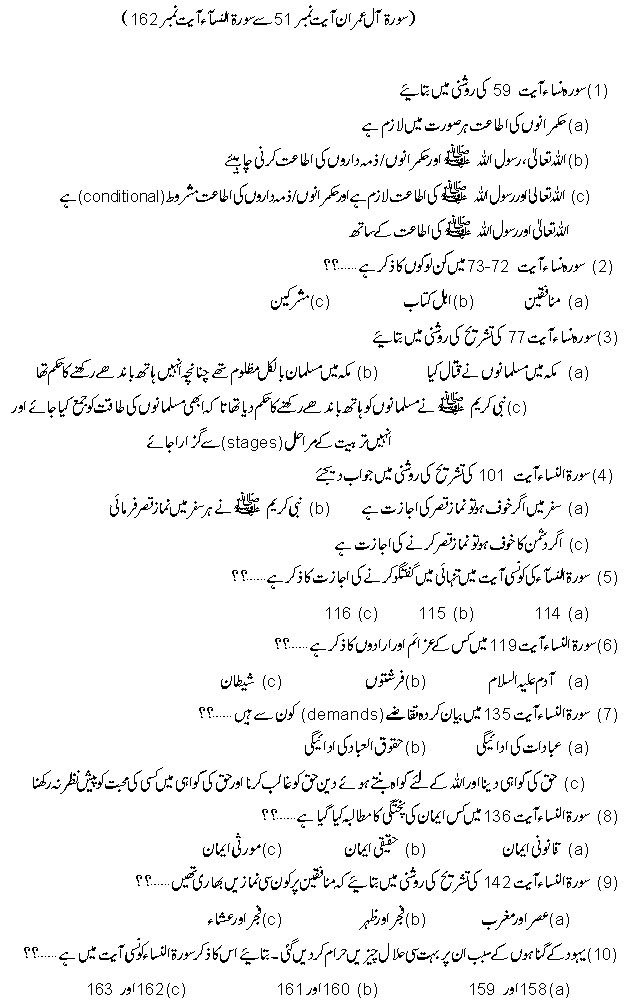 (سورۃ آل عمران آیت نمبر 51 سے سورۃ النسآء آیت نمبر 162)
(1) سورہ نساء آیت 59 کی روشنی میں بتائیے
(a) حکمرانوں کی اطاعت ہر صورت میں لازم ہے
(b) اللہ تعالیٰ، رسول اللہ ﷺ اور حکمرانوں/ذمہ داروں کی اطاعت کرنی چاہیئے
(c) اللہ تعالیٰ اور رسول اللہ ﷺ کی اطاعت لازم ہے اور حکمرانوں/ذمہ داروں کی اطاعت مشروط (conditional) ہے
اللہ تعالیٰ اور رسول اللہ ﷺ کی اطاعت کے ساتھ
(2) سورہ نساء آیت 72-73 میں کن لوگوں کا ذکر ہے......؟؟
(a) منافقین (b) اہل کتاب (c) مشرکین
(3) سورہ نساء آیت 77 کی تشریح کی روشنی میں بتائیے
(a) مکہ میں مسلمانوں نے قتال کیا (b) مکہ میں مسلمان بالکل مظلوم تھے چنانچہ انہیں ہاتھ باندھے رکھنے کا حکم تھا
(c) نبی کریم ﷺ نے مسلمانوں کو ہاتھ باندھے رکھنے کا حکم دیا تھا تا کہ ابھی مسلمانوں کی طاقت کو جمع کیا جائے اور
انہیں تربیت کے مراحل (stages) سے گزارا جائے
(4) سورۃ النساء آیت 101 کی تشریح کی روشنی میں جواب دیجئے
(a) سفر میں اگر خوف ہو تو نماز قصر کی اجازت ہے (b) نبی کریم ﷺ نے ہر سفر میں نماز قصر فرمائی
(c) اگر دشمن کا خوف ہو تو نماز قصر کرنے کی اجازت ہے
(5) سورۃ النسآء کی کونسی آیت میں تنہائی میں گفتگو کرنے کی اجازت کا ذکر ہے......؟؟
(a) 114 (b) 115 (c) 116
(6) سورۃ النساء آیت 119 میں کس کے عزائم اور ارادوں کا ذکر ہے......؟؟
(a) آدم علیہ السلام (b) فرشتوں (c) شیطان
(7) سورۃ النساء آیت 135 میں بیان کردہ تقاضے (demands) کون سے ہیں......؟؟
(a) عبادات کی ادائیگی (b) حقوق العباد کی ادائیگی
(c) حق کی گواہی دینا اور اللہ کے لئے گواہ بنتے ہوئے دین حق کو غالب کرنا اور حق کی گواہی میں کسی کی محبت کو پیش نظر نہ رکھنا
(8) سورۃ النساء آیت 136 میں کس ایمان کی پختگی کا مطالبہ کیا گیا ہے......؟؟
(a) قانونی ایمان (b) حقیقی ایمان (c) موروثی ایمان
(9) سورۃ النساء آیت 142 کی تشریح کی روشنی میں بتائیے کہ منافقین پر کون سی نمازیں بھاری تھیں......؟؟
(a) عصر اور مغرب (b) فجر اور ظہر (c) فجر اور عشاء
(10) یہود کے گناہوں کے سبب ان پر بہت سی حلال چیزیں حرام کر دیں گئی۔ بتائیے اس کا ذکر سورۃ النساء کونسی آیت میں ہے......؟؟
(a) 158 اور 159 (b) 160 اور 161 (c) 162 اور 163